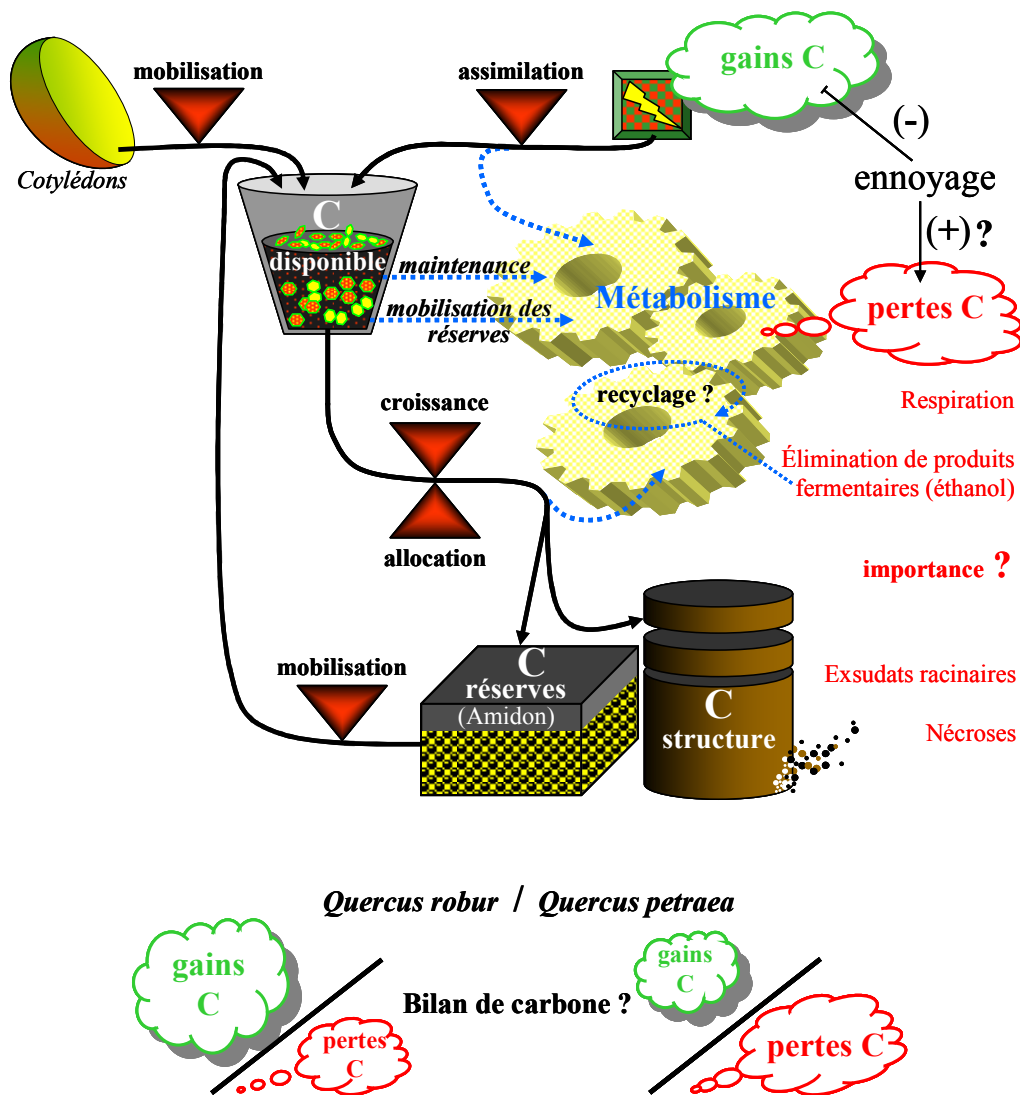 mobilisation
assimilation
gains C
(-)
Cotylédons
ennoyage
C
disponible
(+) ?
maintenance
Métabolisme
mobilisation des
réserves
pertes C
recyclage ?
croissance
Respiration
Élimination de produits
fermentaires (éthanol)
allocation
importance ?
mobilisation
C
réserves
(Amidon)
C
structure
Exsudats racinaires
Nécroses
Quercus robur / Quercus petraea
gains
C
Bilan de carbone ?
pertes
C
gains
C
pertes C